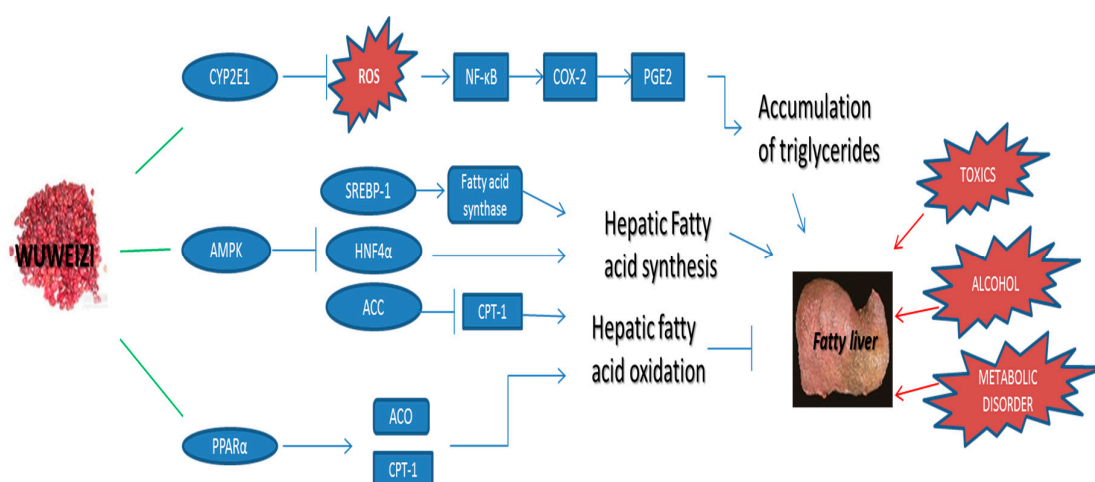 WUWEIZI
CYP2E1
ROS
NF-κB
COX-2
PGE2
Accumulation
of triglycerides
AMPK
SREBP-1
Fatty acid
synthase
HNF4α
ACC
CPT-1
Hepatic Fatty
acid synthesis
Hepatic fatty
acid oxidation
PPARα
ACO
CPT-1
Fatty liver
TOXICS
ALCOHOL
METABOLIC
DISORDER